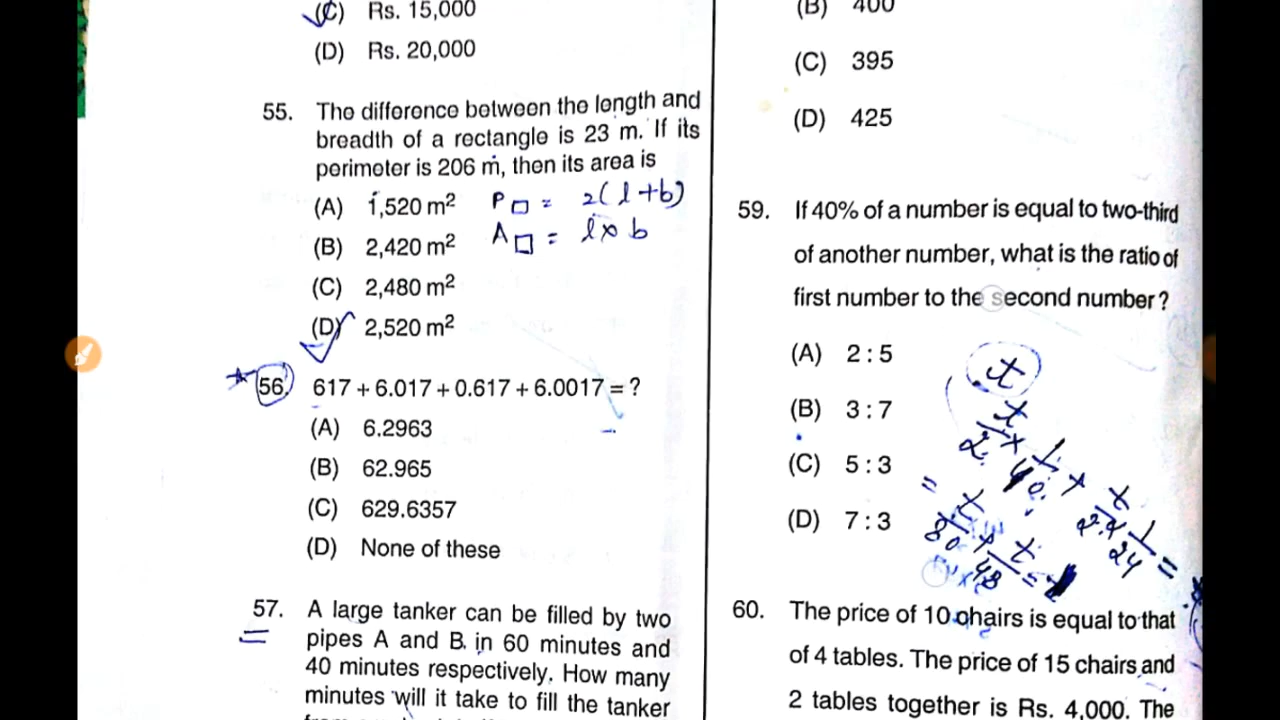 (C) Rs. 15,000
(D) Rs. 20,000
55. The difference between the length and
breadth of a rectangle is 23 m. If its
perimeter is 206 m, then its area is
(A) 1,520 m²
(B) 2,420 m²
(C) 2,480 m²
(D) 2,520 m²
P□ = 2(l+b)
A□ = l×b
56. 617 + 6.017 + 0.617 + 6.0017 = ?
(A) 6.2963
(B) 62.965
(C) 629.6357
(D) None of these
57. A large tanker can be filled by two
pipes A and B in 60 minutes and
40 minutes respectively. How many
minutes will it take to fill the tanker
(B) 400
(C) 395
(D) 425
59. If 40% of a number is equal to two-third
of another number, what is the ratio of
first number to the second number?
(A) 2 : 5
(B) 3 : 7
(C) 5 : 3
(D) 7 : 3
60. The price of 10 chairs is equal to that
of 4 tables. The price of 15 chairs and
2 tables together is Rs. 4,000. The